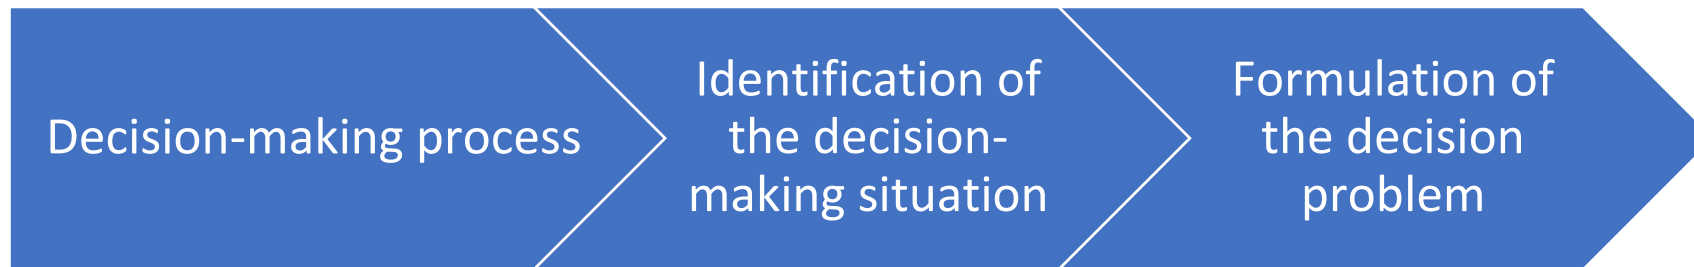 Decision-making process
Identification of
the decision-
making situation
Formulation of
the decision
problem